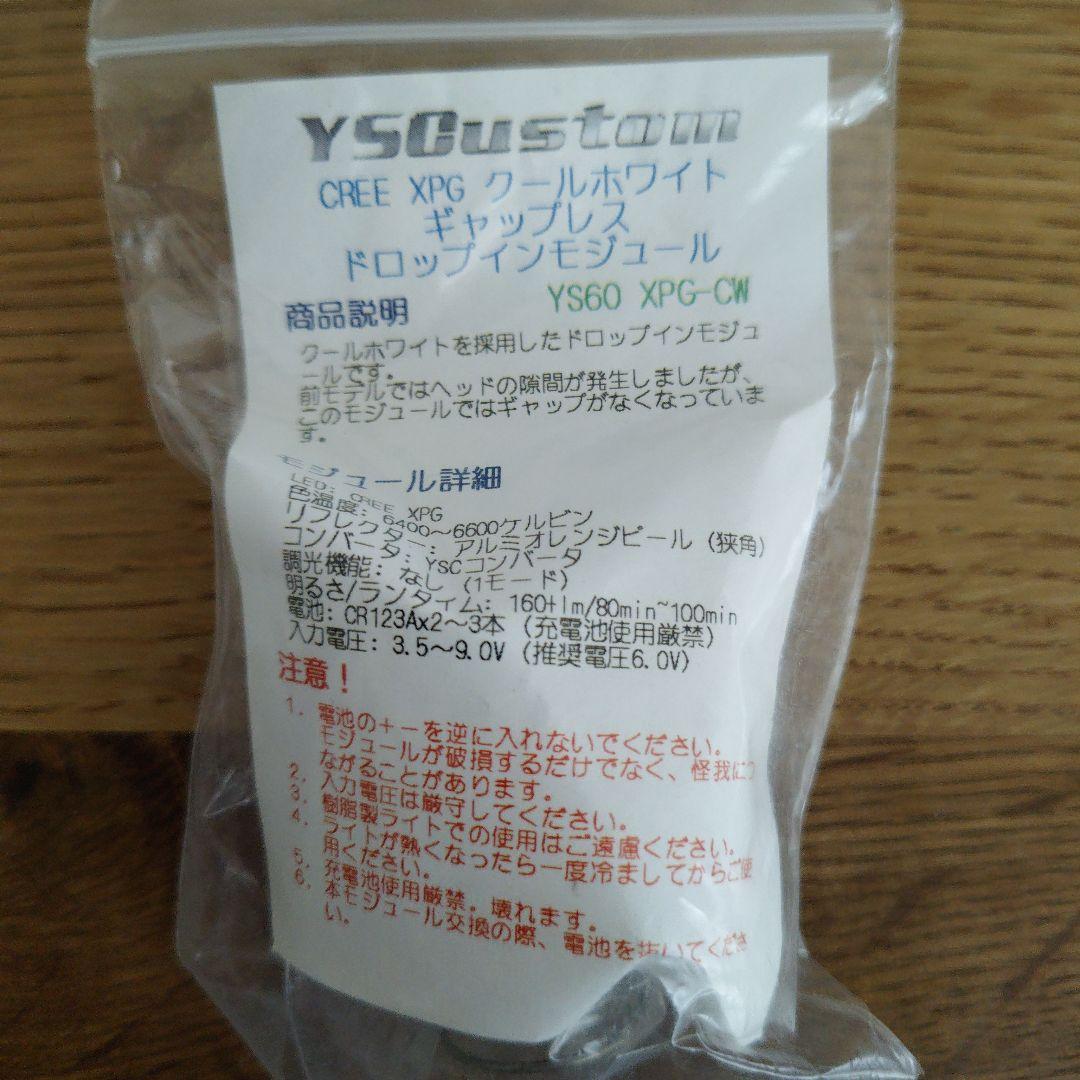 YSCustom
CREE XPG クールホワイト
ギャップレス
ドロップインモジュール
YS60 XPG-CW
商品説明
クールホワイトを採用したドロップインモジュ
ールです。
前モデルではヘッドの隙間が発生しましたが、
このモジュールではギャップがなくなっていま
す。
モジュール詳細
LED: CREE XPG
色温度: 6400～6600ケルビン
リフレクター: アルミオレンジピール (狭角)
コンバータ: YSCコンバータ
調光機能: なし (1モード)
明るさ/ランタイム: 160+lm/80min~100min
電池: CR123Ax2～3本 (充電池使用厳禁)
入力電圧: 3.5～9.0V (推奨電圧6.0V)
注意！
1. 電池の＋－を逆に入れないでください。
モジュールが破損するだけでなく、怪我につ
ながることがあります。
2. 入力電圧は厳守してください。
3. 樹脂製ライトでの使用はご遠慮ください。
4. ライトが熱くなったら一度冷ましてからご使
用ください。
5. 充電池使用厳禁。壊れます。
6. 本モジュール交換の際、電池を抜いてくださ
い。